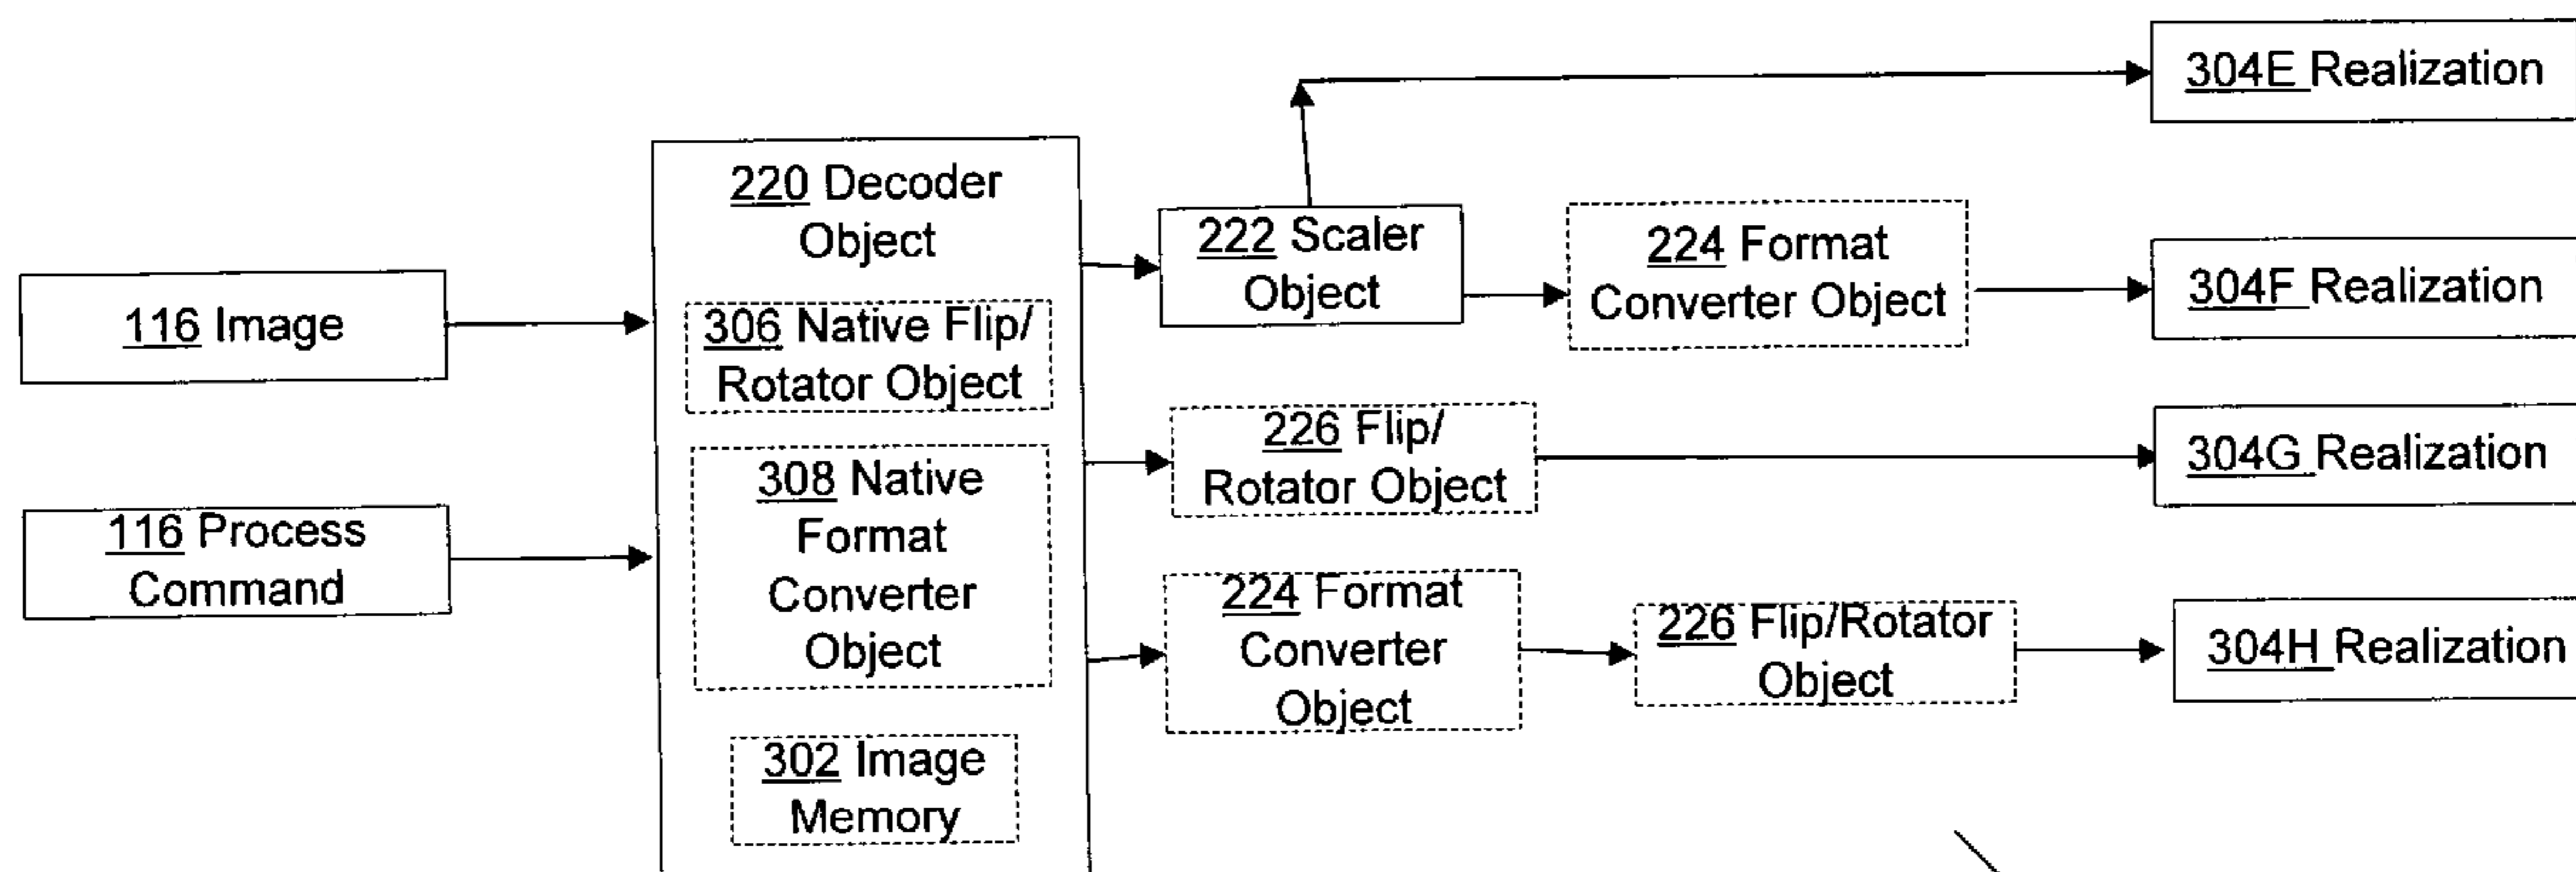 116 Image
116 Process
Command
220 Decoder
Object
306 Native Flip/
Rotator Object
308 Native
Format
Converter
Object
302 Image
Memory
222 Scaler
Object
224 Format
Converter Object
226 Flip/
Rotator Object
224 Format
Converter
Object
226 Flip/Rotator
Object
304E Realization
304F Realization
304G Realization
304H Realization